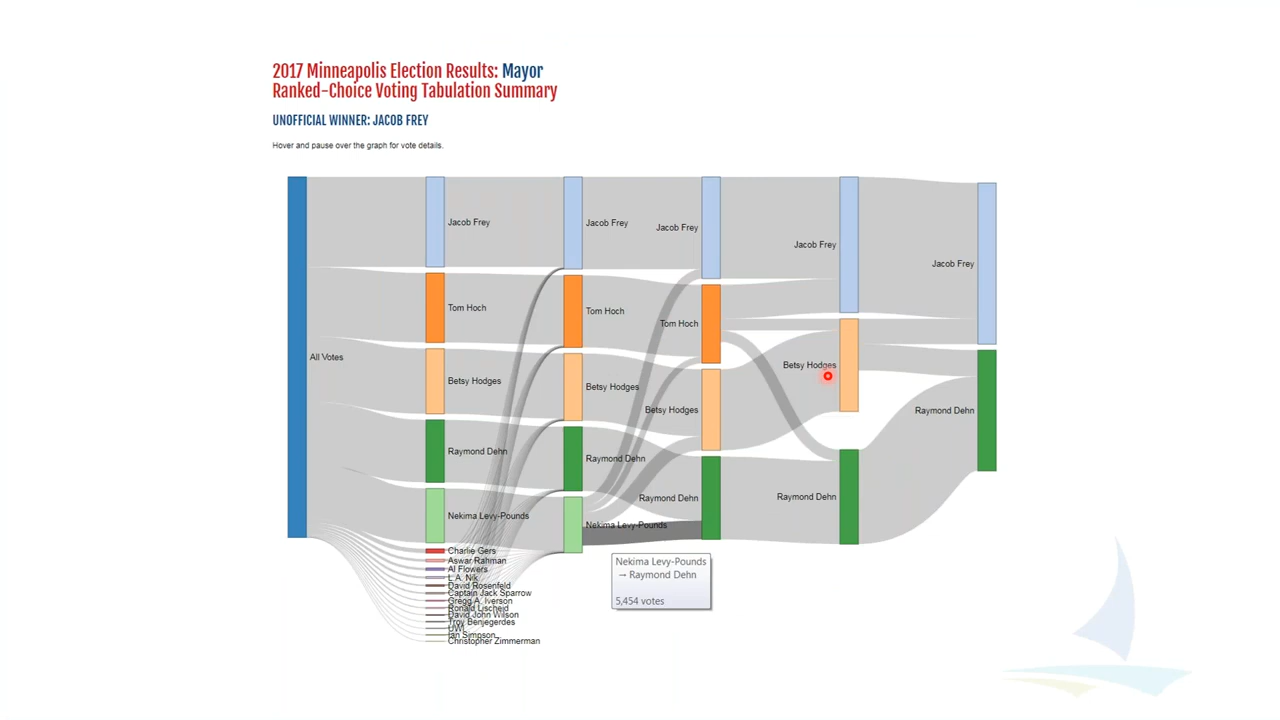 2017 Minneapolis Election Results: Mayor
Ranked-Choice Voting Tabulation Summary
UNOFFICIAL WINNER: JACOB FREY
Hover and pause over the graph for vote details.
All Votes
Jacob Frey
Tom Hoch
Betsy Hodges
Raymond Dehn
Nekima Levy-Pounds
Charlie Gers
Aswar Rahman
Al Flowers
L.A. Nik
David Rosenfeld
Captain Jack Sparrow
Gregg A. Iverson
Ronald Lischeid
David John Wilson
Troy Benjegerdes
UWI
Ian Simpson
Christopher Zimmerman
Jacob Frey
Tom Hoch
Betsy Hodges
Raymond Dehn
Nekima Levy-Pounds
Jacob Frey
Tom Hoch
Betsy Hodges
Raymond Dehn
Jacob Frey
Betsy Hodges
Raymond Dehn
Jacob Frey
Raymond Dehn
Nekima Levy-Pounds
→ Raymond Dehn
5,454 votes